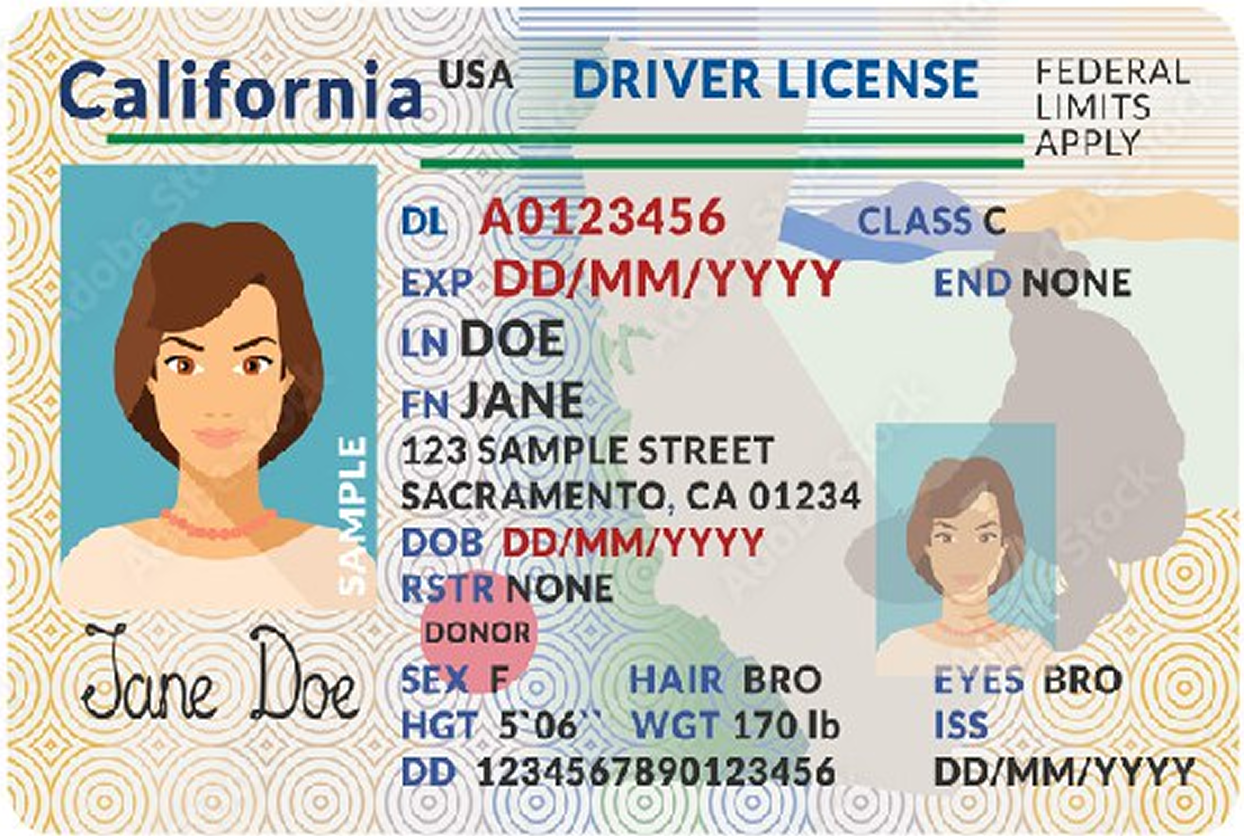 California USA DRIVER LICENSE FEDERAL
LIMITS
APPLY
DL A0123456 CLASS C
EXP DD/MM/YYYY END NONE
LN DOE
FN JANE
123 SAMPLE STREET
SACRAMENTO, CA 01234
DOB DD/MM/YYYY
RSTR NONE
DONOR
SEX F HAIR BRO EYES BRO
HGT 5`06`` WGT 170 lb ISS
DD 1234567890123456 DD/MM/YYYY
SAMPLE
Jane Doe
Adobe Stock